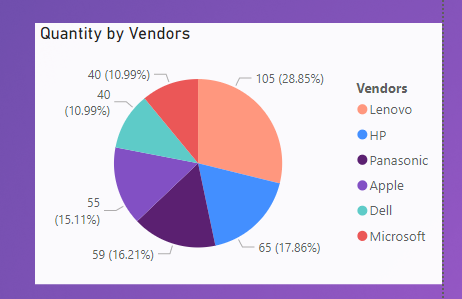 Quantity by Vendors
40 (10.99%)
105 (28.85%)
40
(10.99%)
55
(15.11%)
59 (16.21%)
65 (17.86%)
Vendors
Lenovo
HP
Panasonic
Apple
Dell
Microsoft